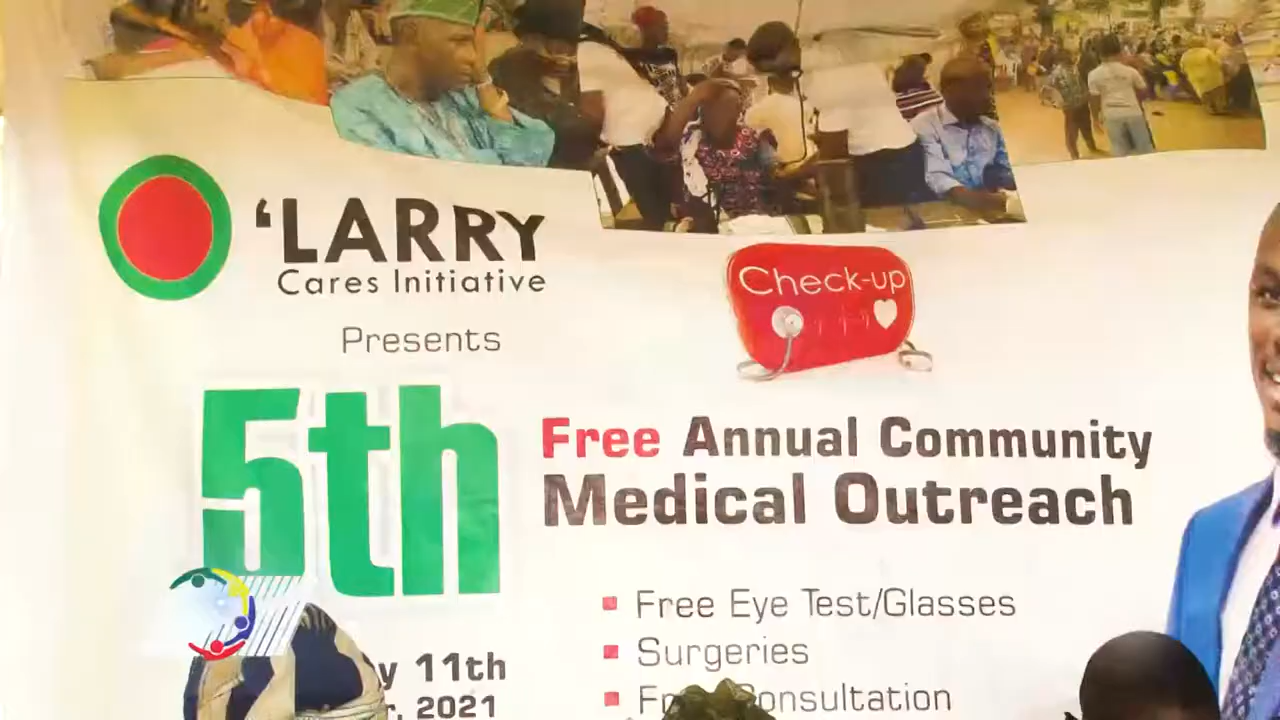 'LARRY
Cares Initiative
Presents
Check-up
5th
Free Annual Community
Medical Outreach
Free Eye Test/Glasses
Surgeries
11th
2021